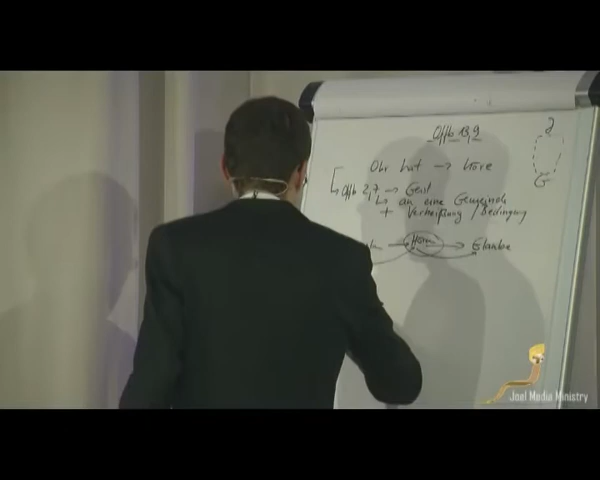 Offb 13,9
Ohr hat → höre
Offb 2,7 → Geist
↳ an eine Gemeinde
+ Verheißung / Bedingung
Hören → Glaube
Joel Media Ministry